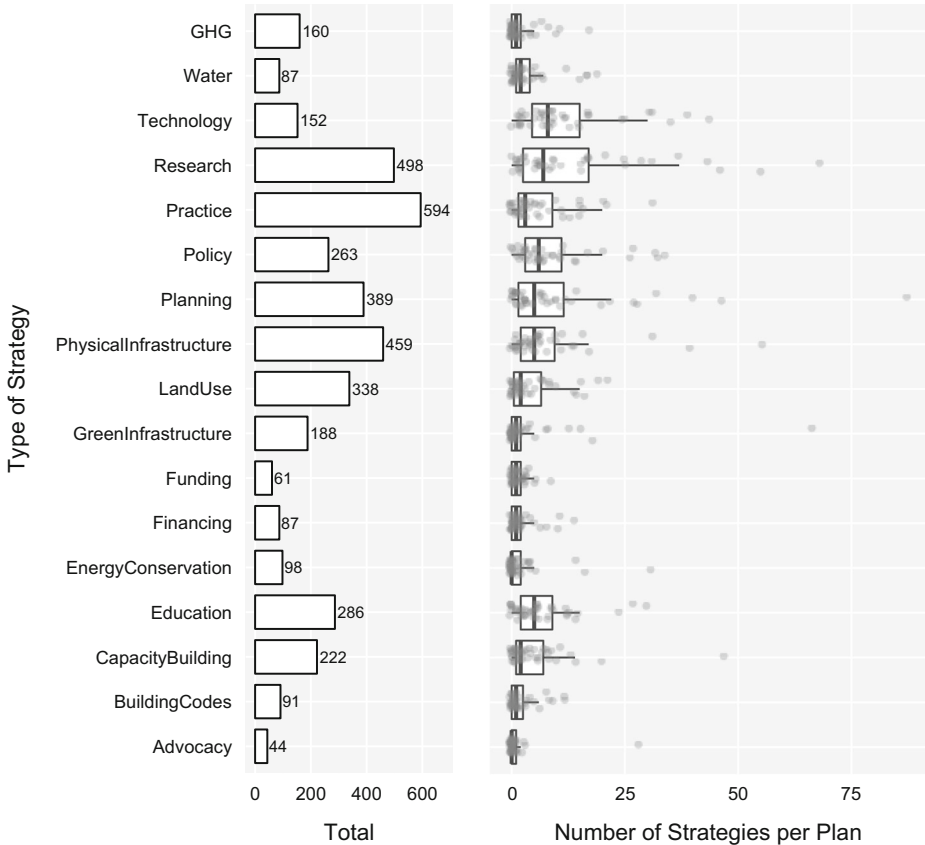 Type of Strategy
GHG 160
Water 87
Technology 152
Research 498
Practice 594
Policy 263
Planning 389
PhysicalInfrastructure 459
LandUse 338
GreenInfrastructure 188
Funding 61
Financing 87
EnergyConservation 98
Education 286
CapacityBuilding 222
BuildingCodes 91
Advocacy 44
0 200 400 600 0 25 50 75
Total Number of Strategies per Plan